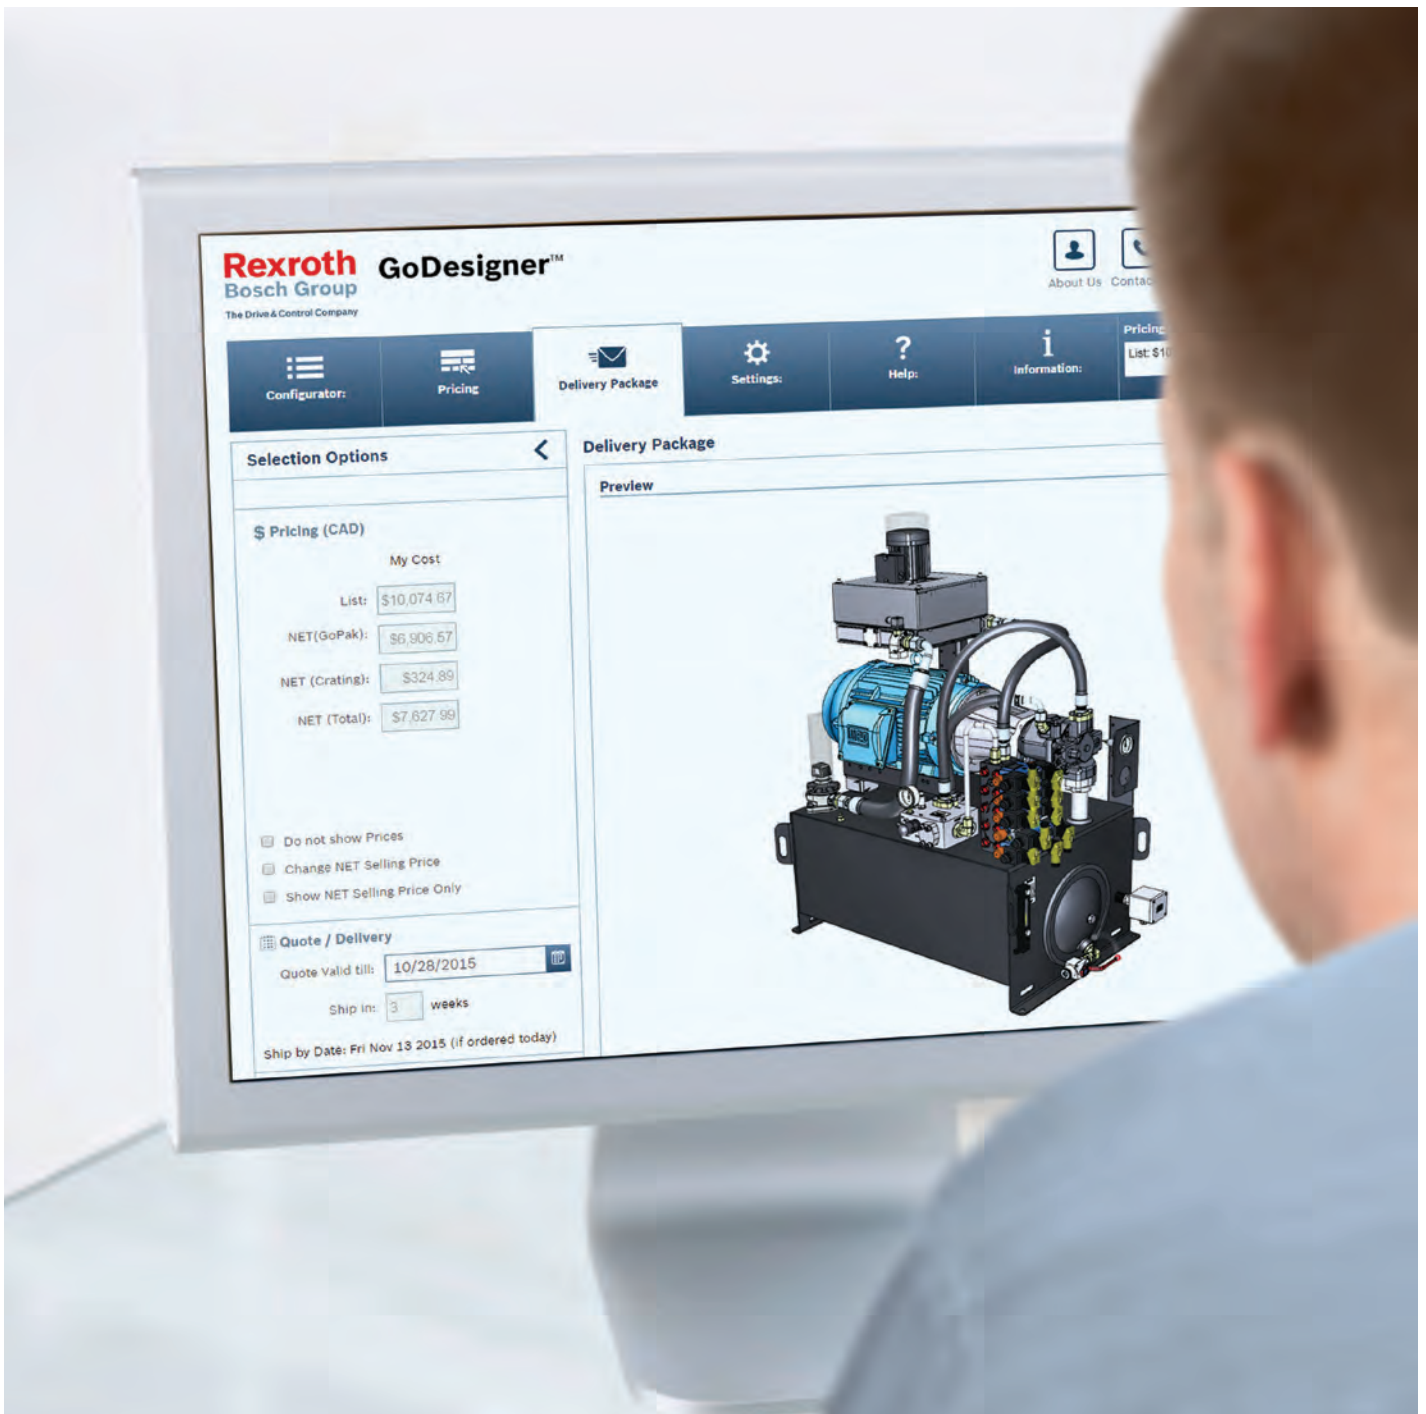 Rexroth
Bosch Group
The Drive & Control Company
GoDesigner™
About Us
Configurator:
Pricing
Delivery Package
Settings:
Help:
Information:
Pricing
List: $10
Selection Options
Delivery Package
Preview
$ Pricing (CAD)
My Cost
List: $10,074.67
NET(GoPak): $6,906.57
NET (Crating): $324.89
NET (Total): $7,627.99
Do not show Prices
Change NET Selling Price
Show NET Selling Price Only
Quote / Delivery
Quote Valid till: 10/28/2015
Ship in: 3 weeks
Ship by Date: Fri Nov 13 2015 (if ordered today)